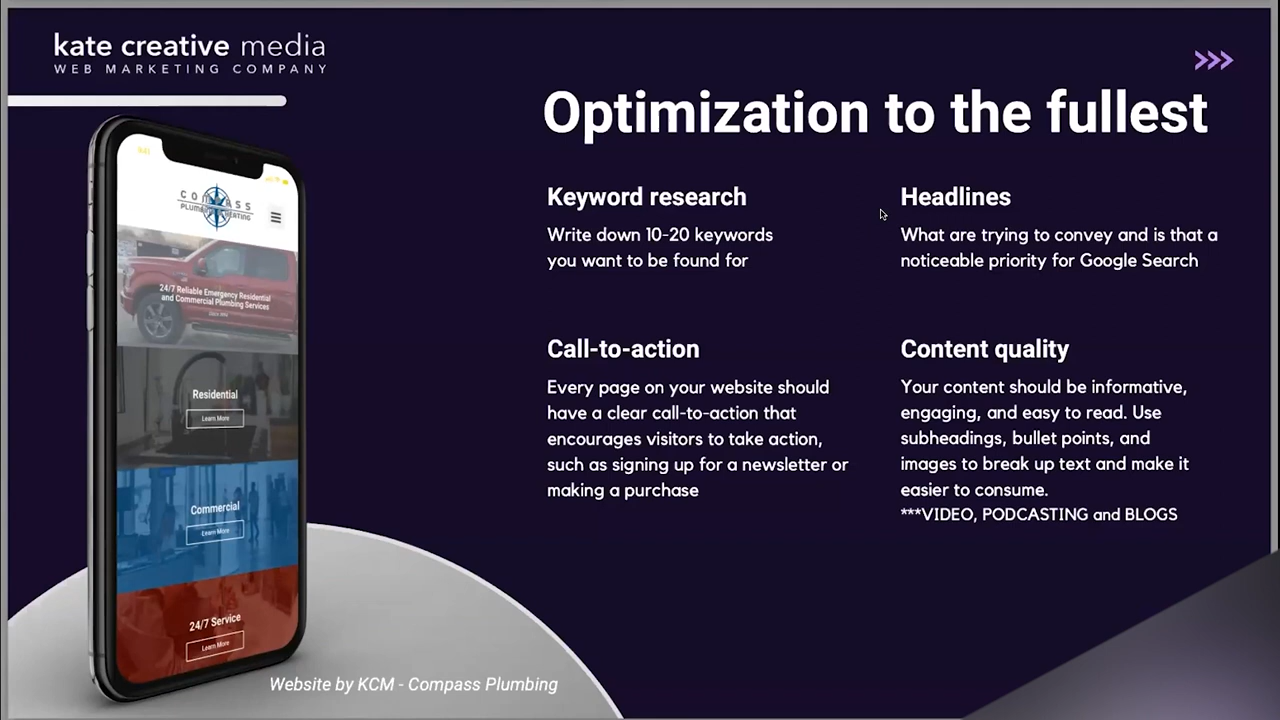 kate creative media
WEB MARKETING COMPANY
>>>
Optimization to the fullest
Keyword research
Write down 10-20 keywords
you want to be found for
Headlines
What are trying to convey and is that a
noticeable priority for Google Search
Call-to-action
Every page on your website should
have a clear call-to-action that
encourages visitors to take action,
such as signing up for a newsletter or
making a purchase
Content quality
Your content should be informative,
engaging, and easy to read. Use
subheadings, bullet points, and
images to break up text and make it
easier to consume.
***VIDEO, PODCASTING and BLOGS
9:41
COMPASS
PLUMBING HEATING
24/7 Reliable Emergency Residential
and Commercial Plumbing Services
Residential
Learn More
Commercial
Learn More
24/7 Service
Learn More
Website by KCM - Compass Plumbing